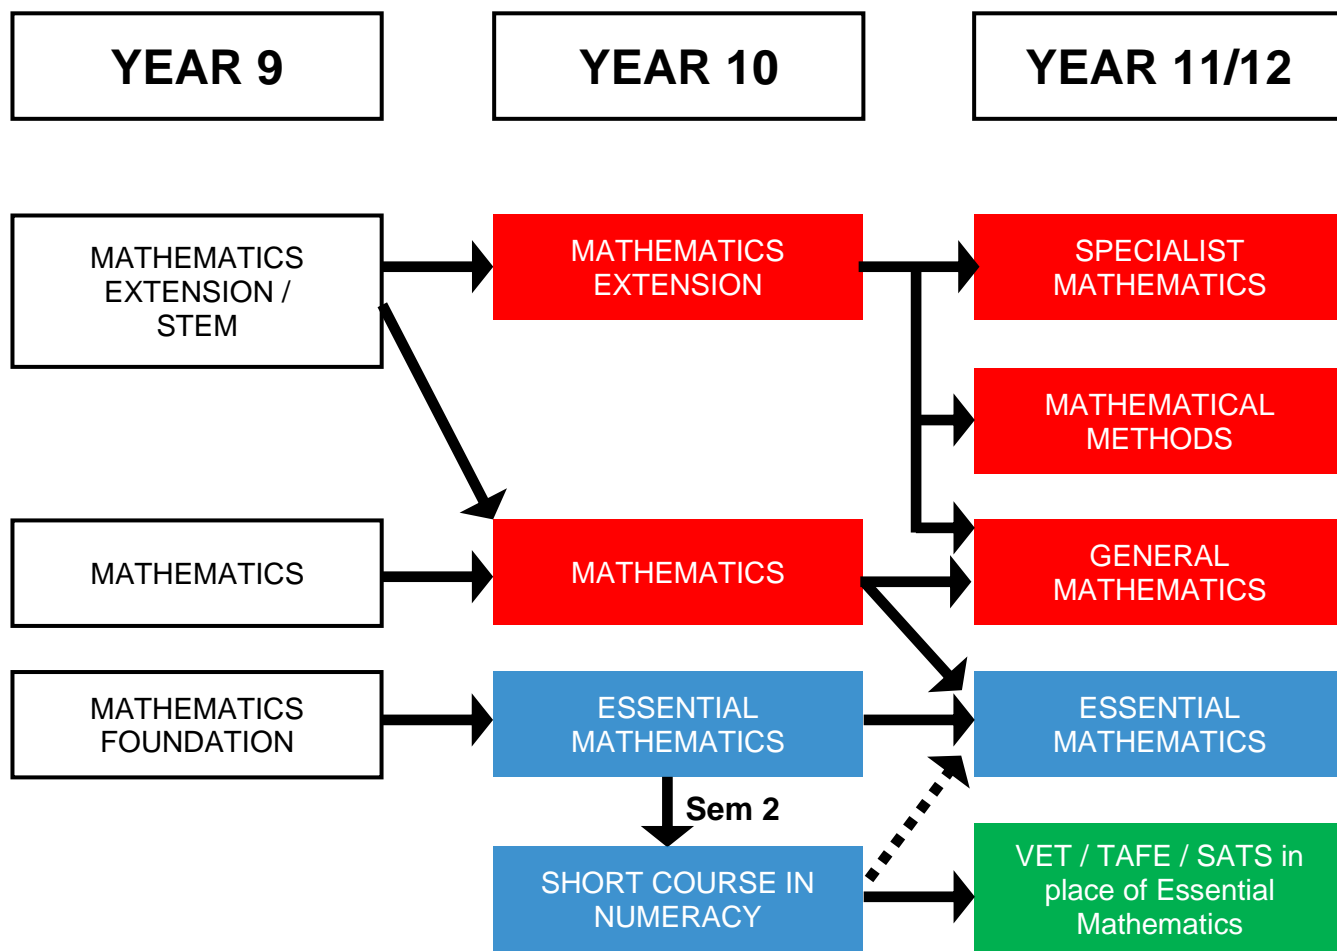 YEAR 9
YEAR 10
YEAR 11/12
MATHEMATICS
EXTENSION /
STEM
MATHEMATICS
EXTENSION
SPECIALIST
MATHEMATICS
MATHEMATICAL
METHODS
MATHEMATICS
MATHEMATICS
GENERAL
MATHEMATICS
MATHEMATICS
FOUNDATION
ESSENTIAL
MATHEMATICS
ESSENTIAL
MATHEMATICS
Sem 2
SHORT COURSE IN
NUMERACY
VET / TAFE / SATS in
place of Essential
Mathematics